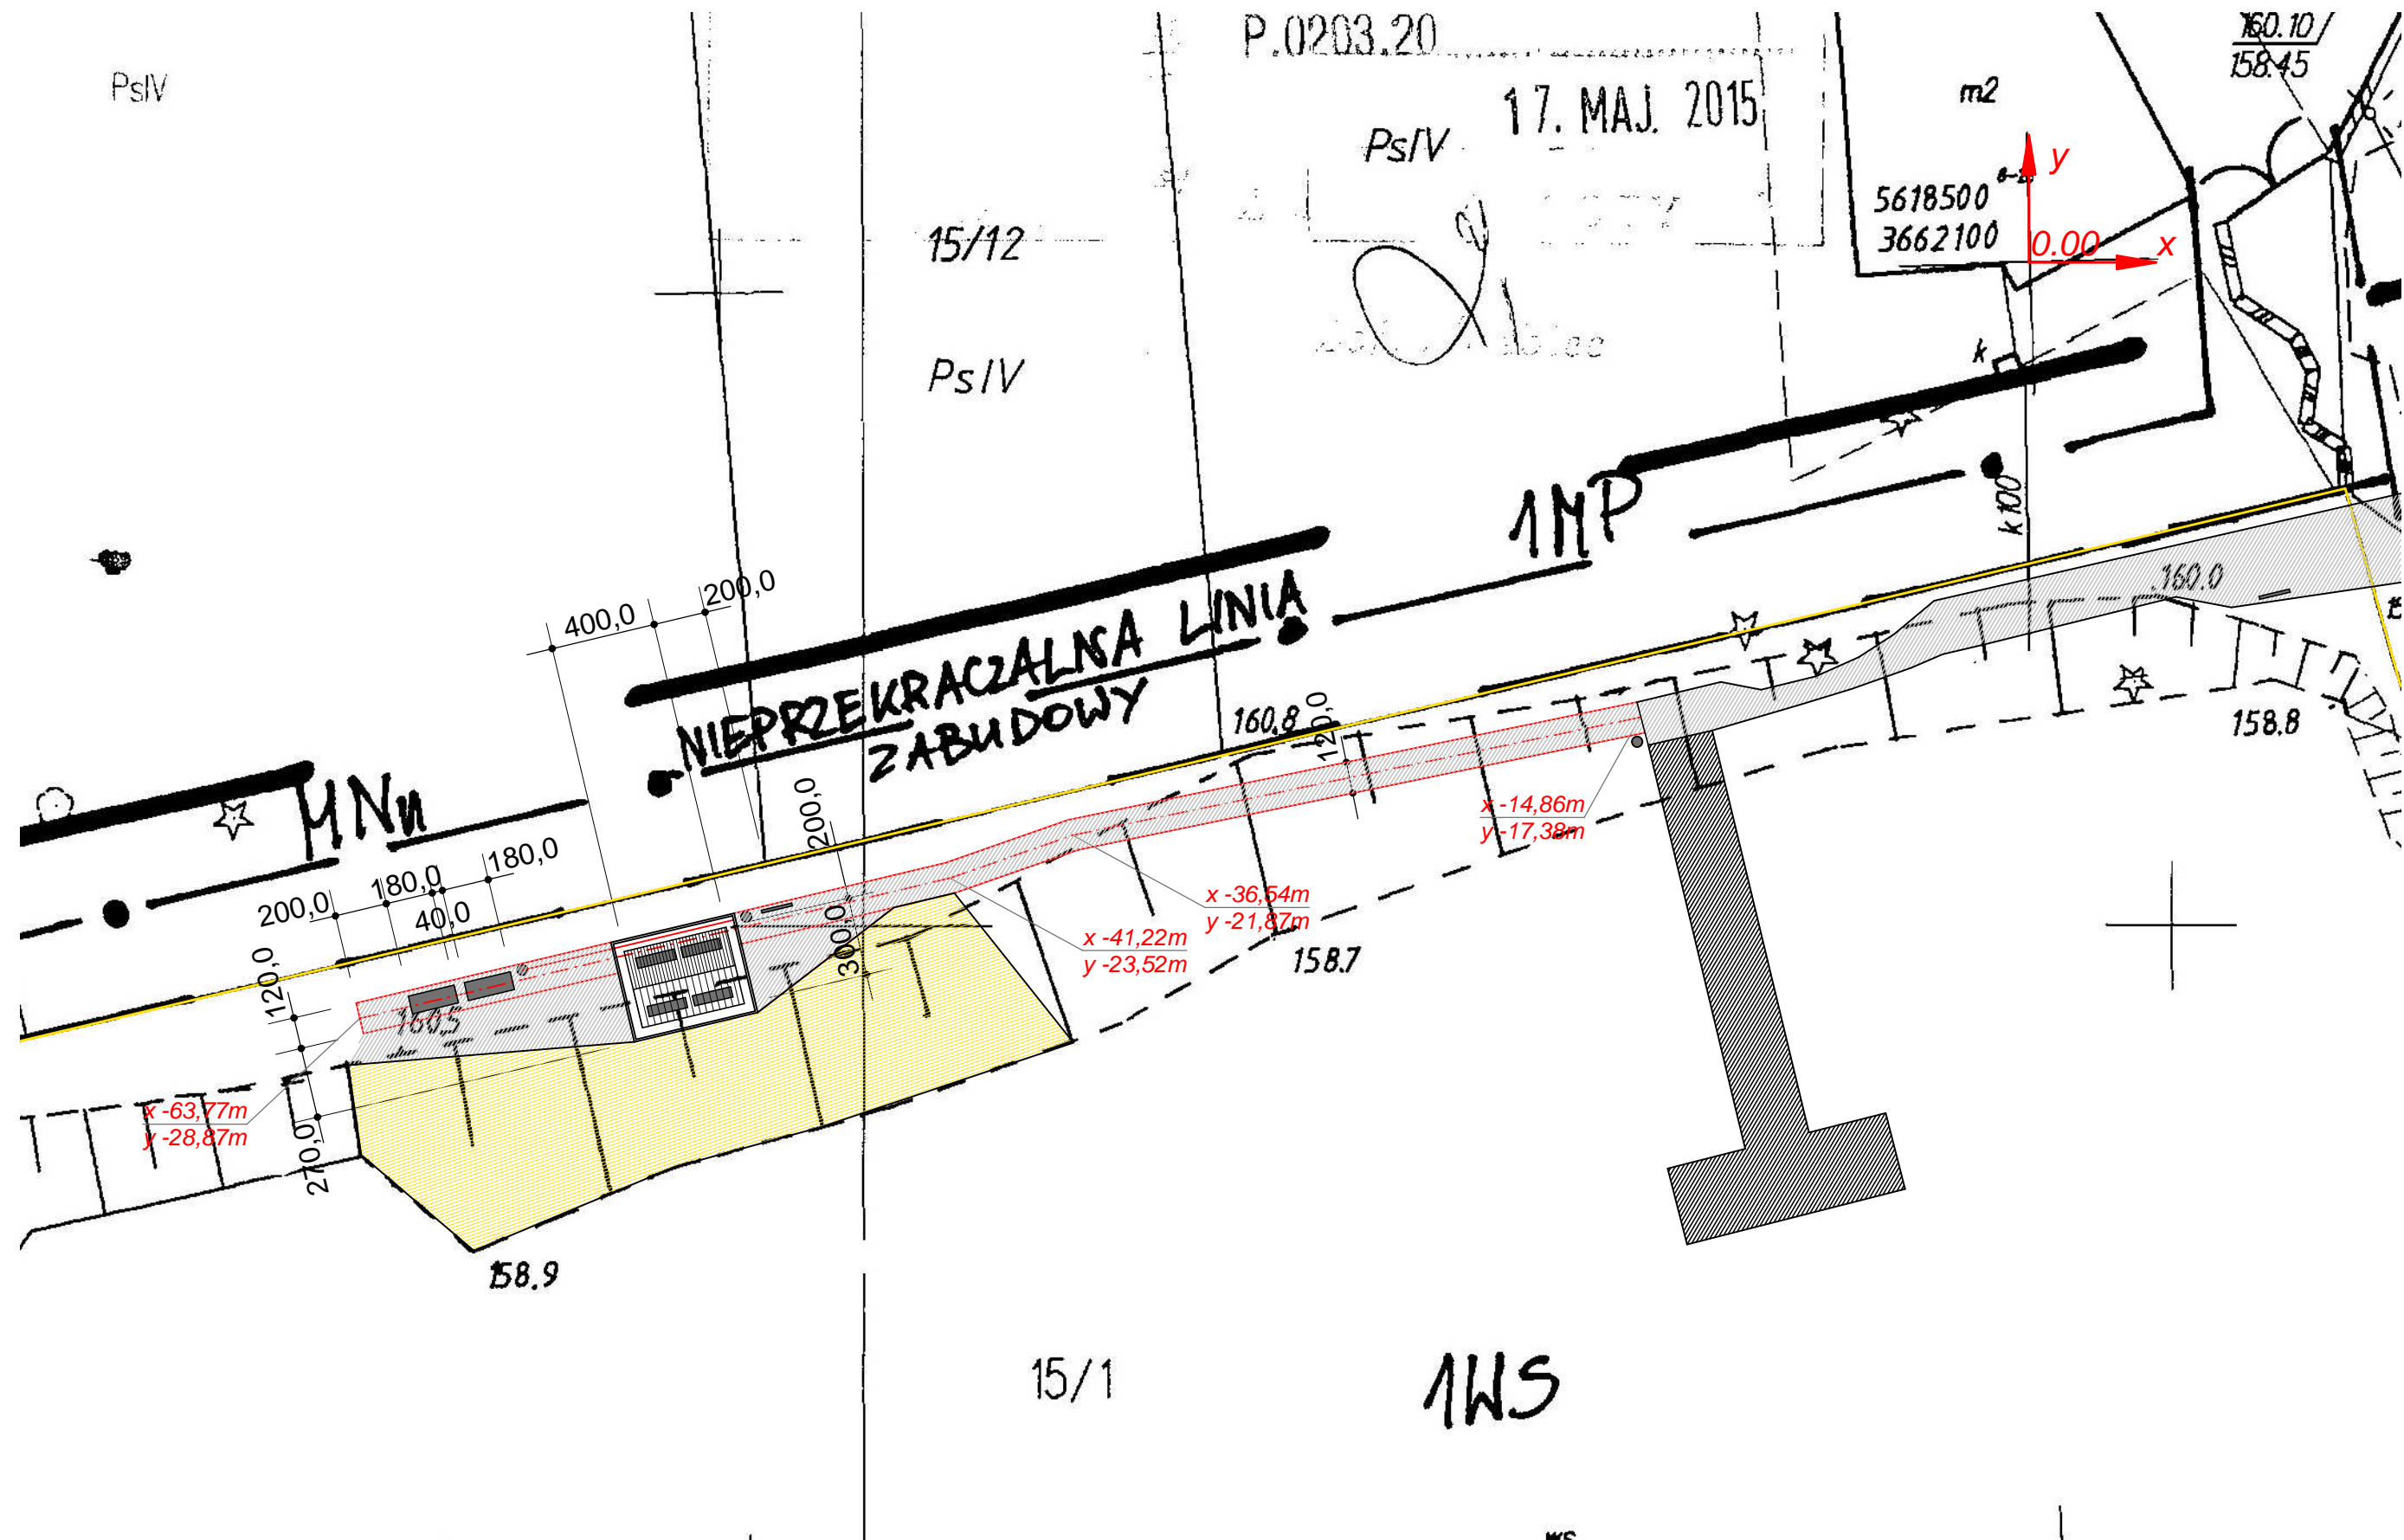 P.0203.20
160.10
158.45
PsIV
m2
17. MAJ. 2015
PsIV
y
5618500
3662100
0.00
x
15/12
PsIV
k
1MP
k100
.160.0
400,0
200,0
NIEPRZEKRACZALNA LINIA
ZABUDOWY
160.8
120,0
158.8
MNn
200,0
x -14,86m
y -17,38m
180,0
180,0
200,0
40,0
x -36,54m
y -21,87m
300,0
x -41,22m
y -23,52m
158.7
120,0
160,5
x -63,77m
y -28,87m
270,0
158.9
15/1
1WS